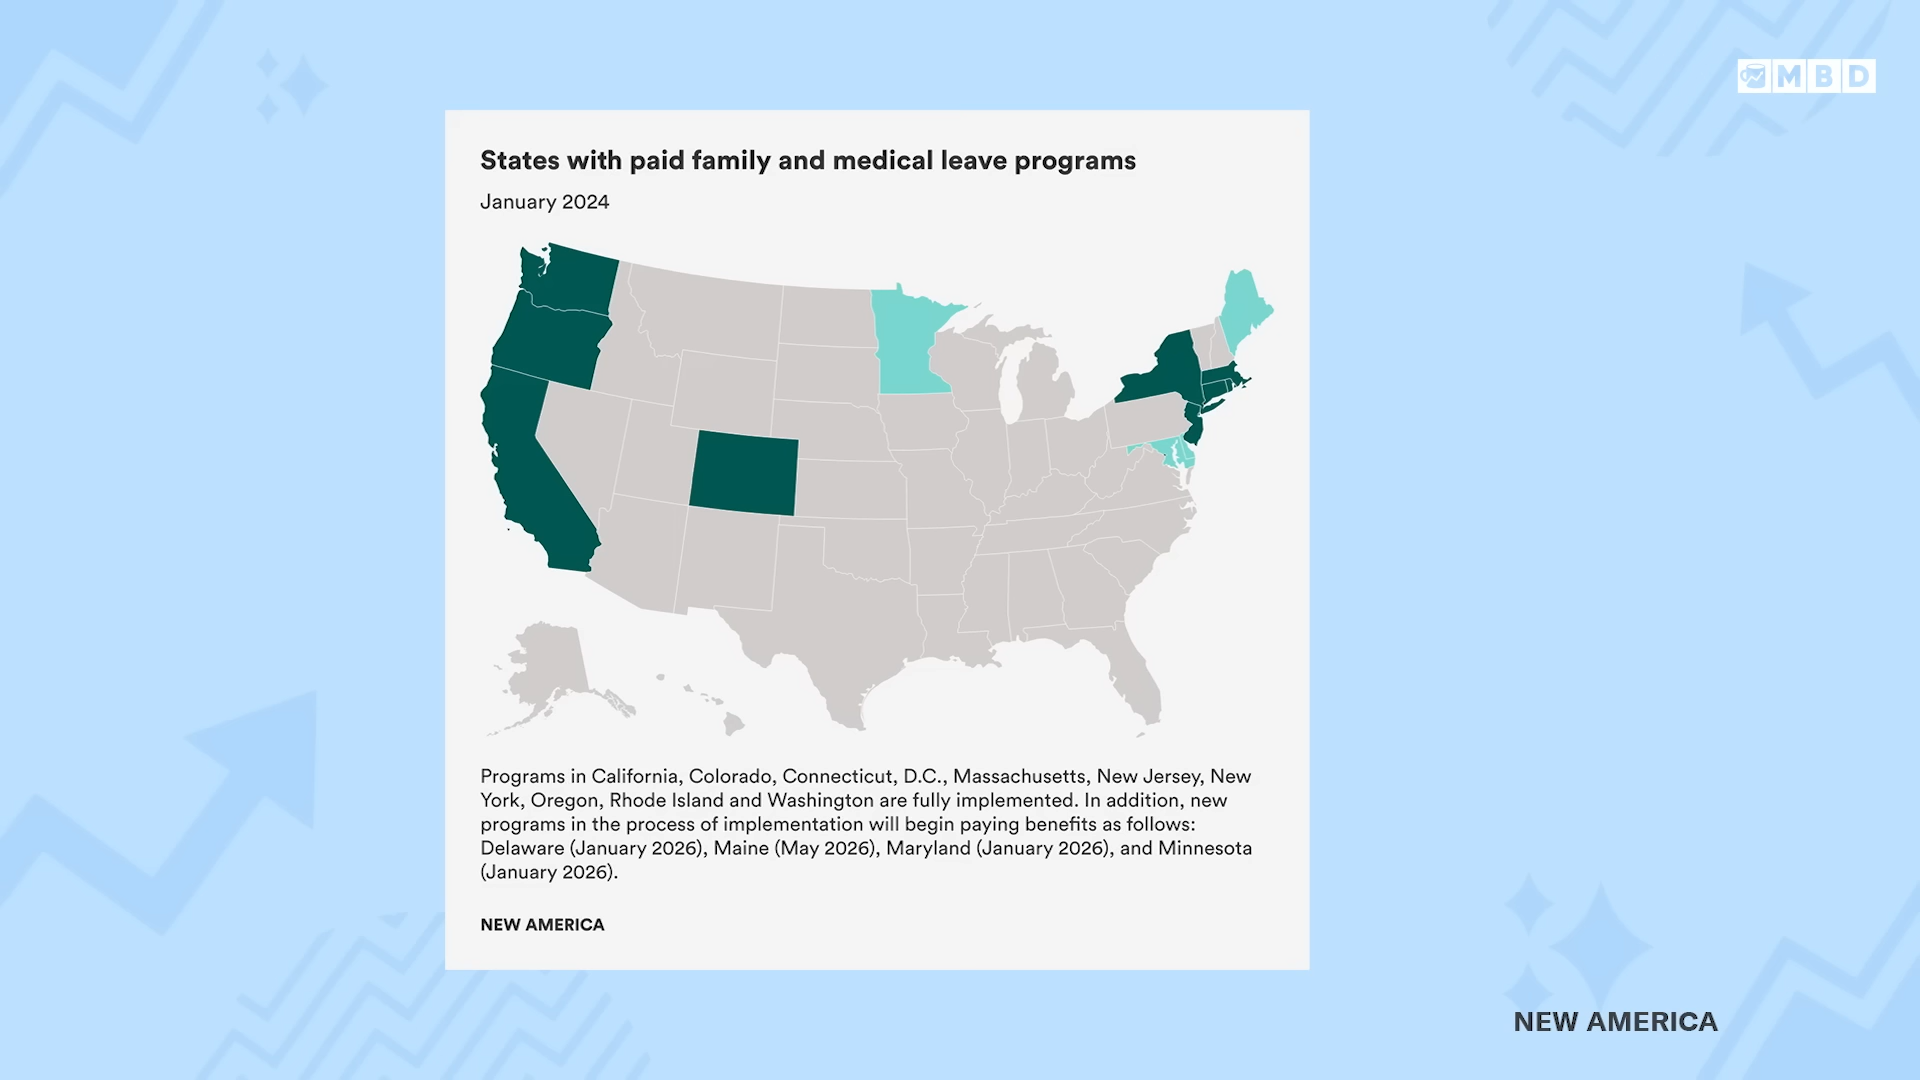 MBD
States with paid family and medical leave programs
January 2024
Programs in California, Colorado, Connecticut, D.C., Massachusetts, New Jersey, New
York, Oregon, Rhode Island and Washington are fully implemented. In addition, new
programs in the process of implementation will begin paying benefits as follows:
Delaware (January 2026), Maine (May 2026), Maryland (January 2026), and Minnesota
(January 2026).
NEW AMERICA
NEW AMERICA